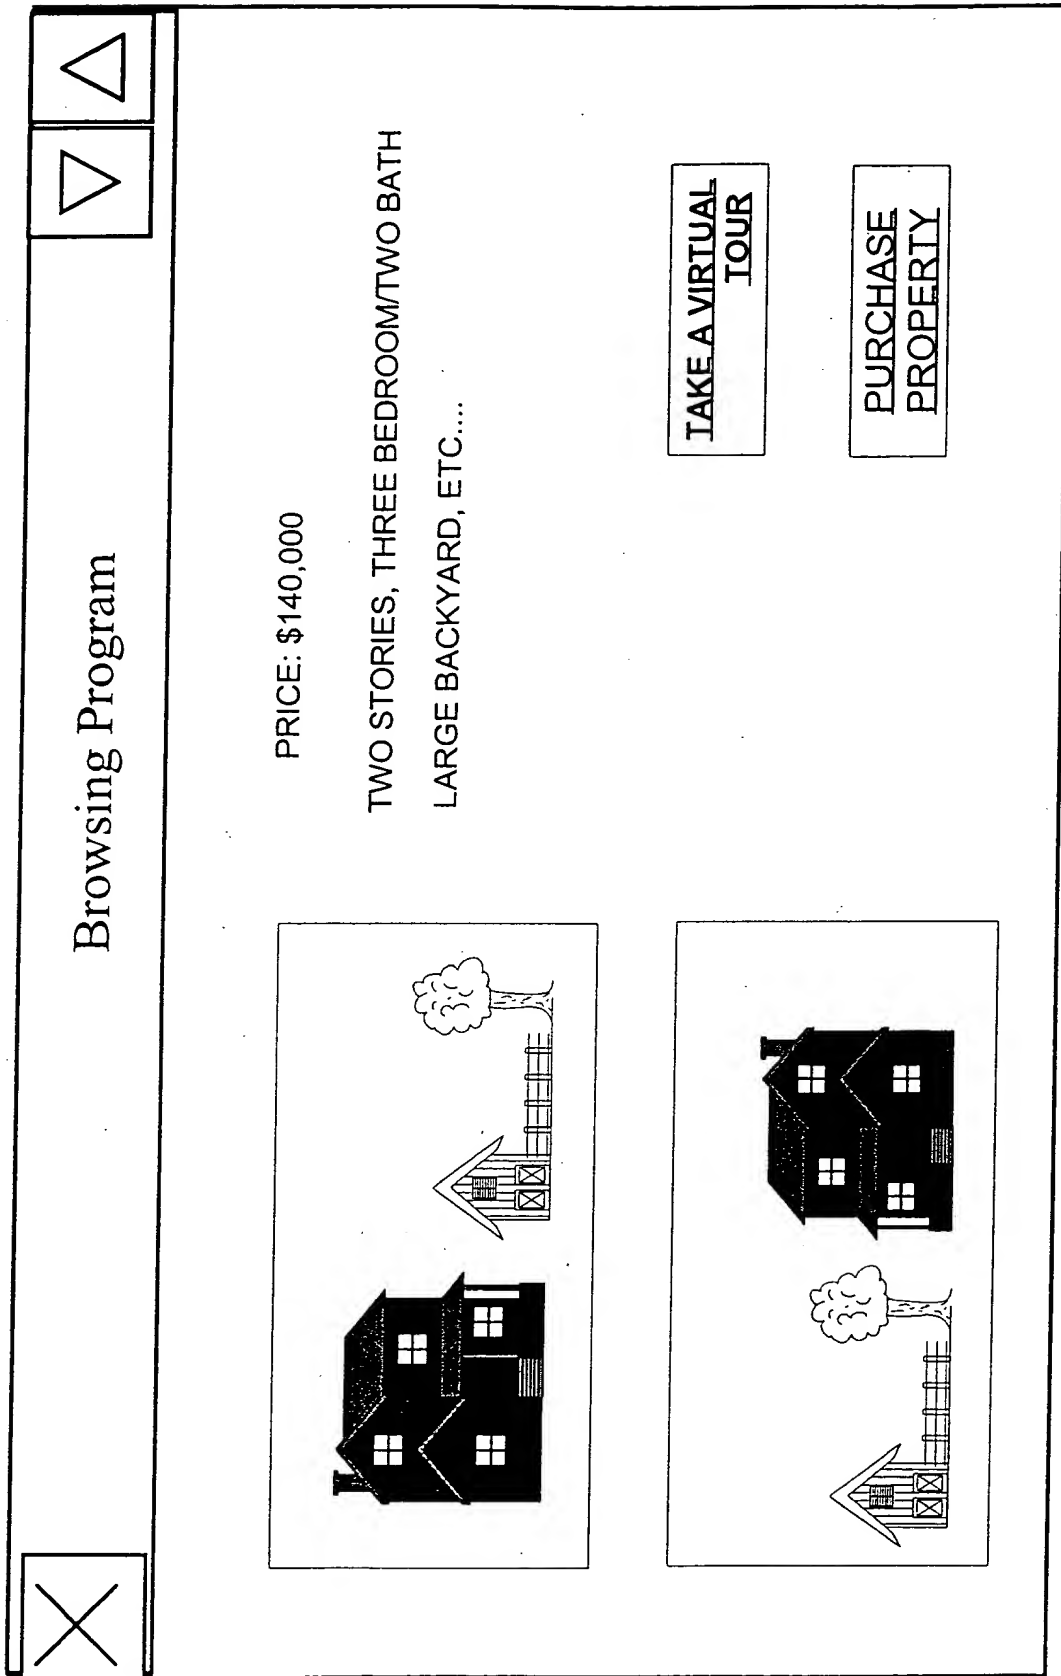 Browsing Program
PRICE: $140,000
TWO STORIES, THREE BEDROOM/TWO BATH
LARGE BACKYARD, ETC....
TAKE A VIRTUAL
TOUR
PURCHASE
PROPERTY